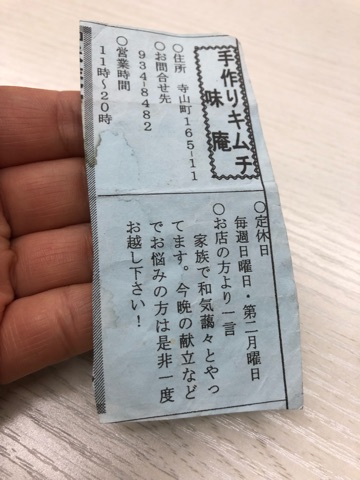 手作りキムチ
味庵
○住所 寺山町165-11
○お問合せ先
934-8482
○営業時間
11時~20時
○定休日
毎週日曜日・第二月曜日
○お店の方より一言
家族で和気藹々とやっ
てます。今晩の献立など
でお悩みの方は是非一度
お越し下さい!